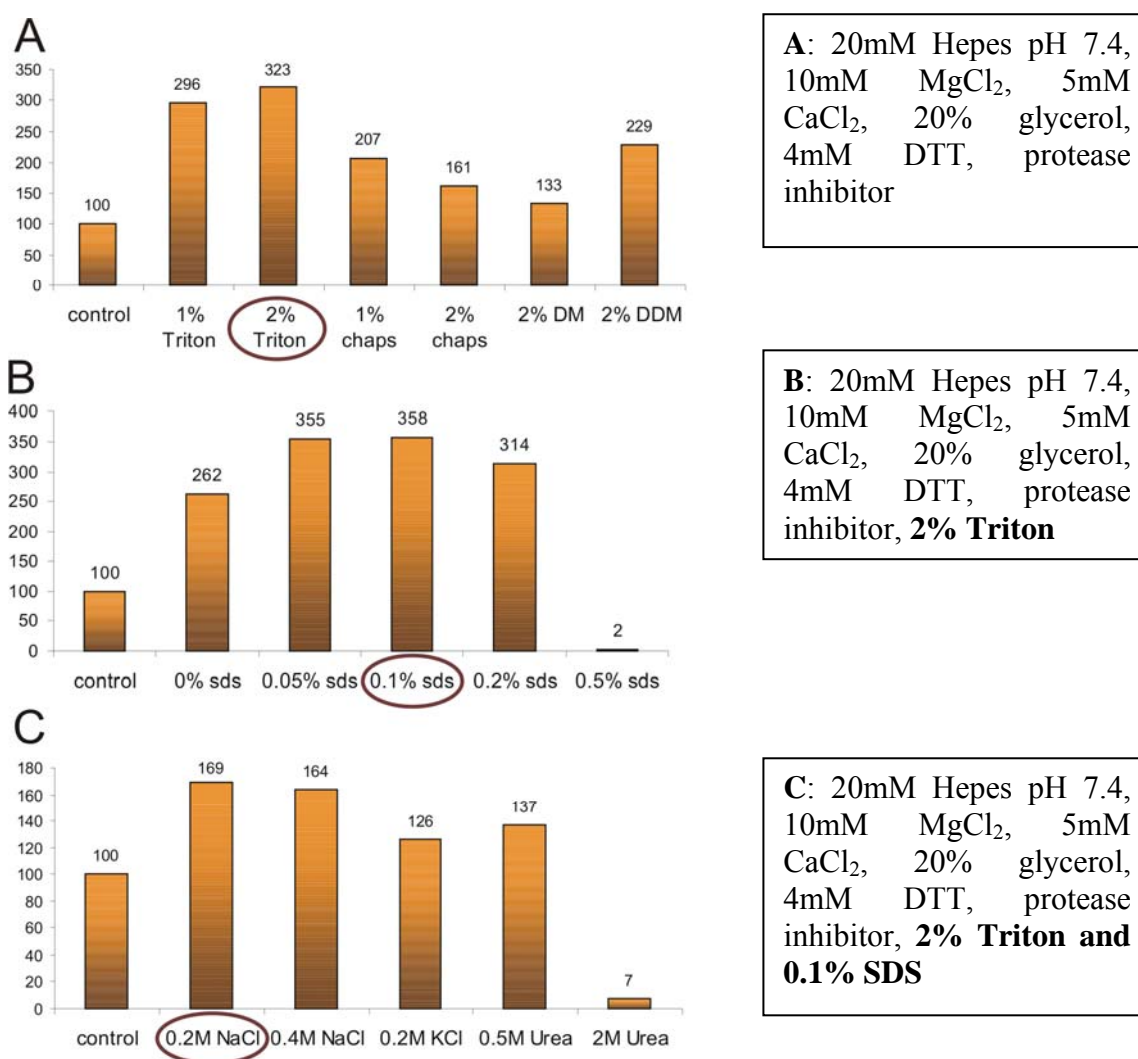 A
350
300
250
200
150
100
50
0
100
296
323
207
161
133
229
control
1% Triton
2% Triton
1% chaps
2% chaps
2% DM
2% DDM
A: 20mM Hepes pH 7.4,
10mM MgCl₂, 5mM
CaCl₂, 20% glycerol,
4mM DTT, protease
inhibitor
B
400
350
300
250
200
150
100
50
0
100
262
355
358
314
2
control
0% sds
0.05% sds
0.1% sds
0.2% sds
0.5% sds
B: 20mM Hepes pH 7.4,
10mM MgCl₂, 5mM
CaCl₂, 20% glycerol,
4mM DTT, protease
inhibitor, 2% Triton
C
180
160
140
120
100
80
60
40
20
0
100
169
164
126
137
7
control
0.2M NaCl
0.4M NaCl
0.2M KCl
0.5M Urea
2M Urea
C: 20mM Hepes pH 7.4,
10mM MgCl₂, 5mM
CaCl₂, 20% glycerol,
4mM DTT, protease
inhibitor, 2% Triton and
0.1% SDS